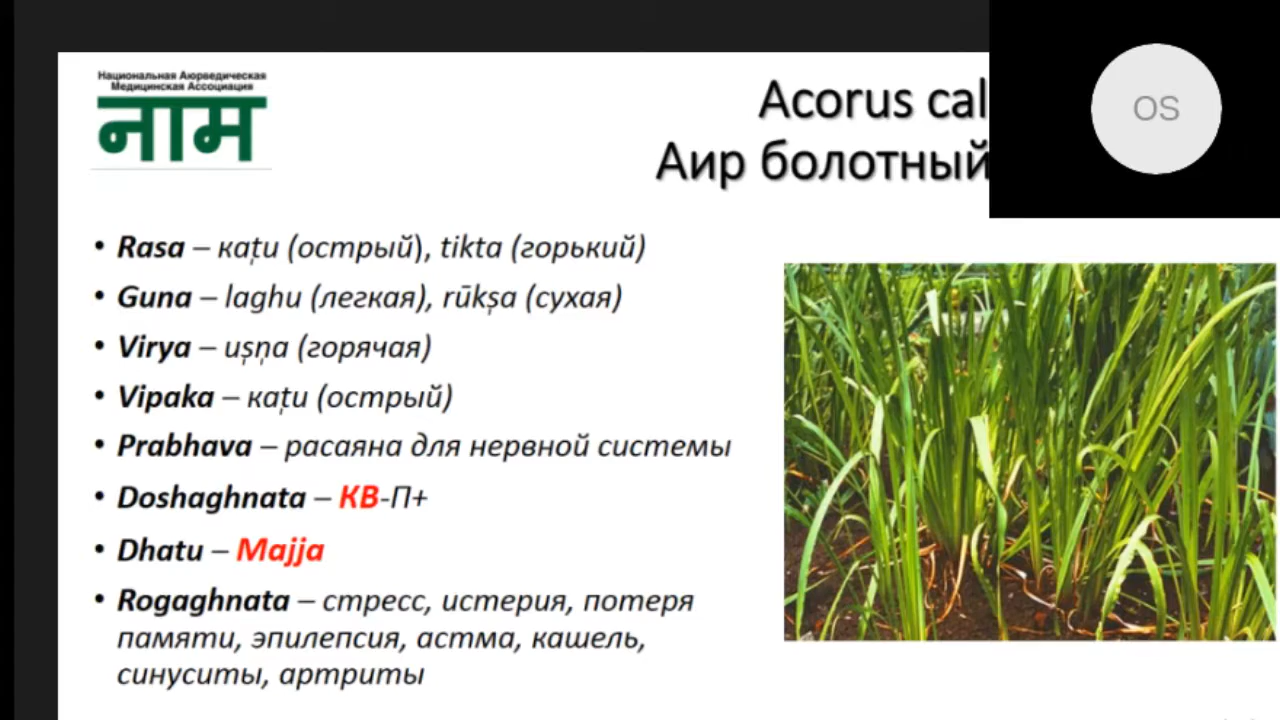 Национальная Аюрведическая
Медицинская Ассоциация
नाम
Acorus cal
Аир болотный
OS
• Rasa – каṭи (острый), tikta (горький)
• Guna – laghu (легкая), rūkṣa (сухая)
• Virya – uṣṇa (горячая)
• Vipaka – каṭи (острый)
• Prabhava – расаяна для нервной системы
• Doshaghnata – КВ-П+
• Dhatu – Majja
• Rogaghnata – стресс, истерия, потеря
памяти, эпилепсия, астма, кашель,
синуситы, артриты